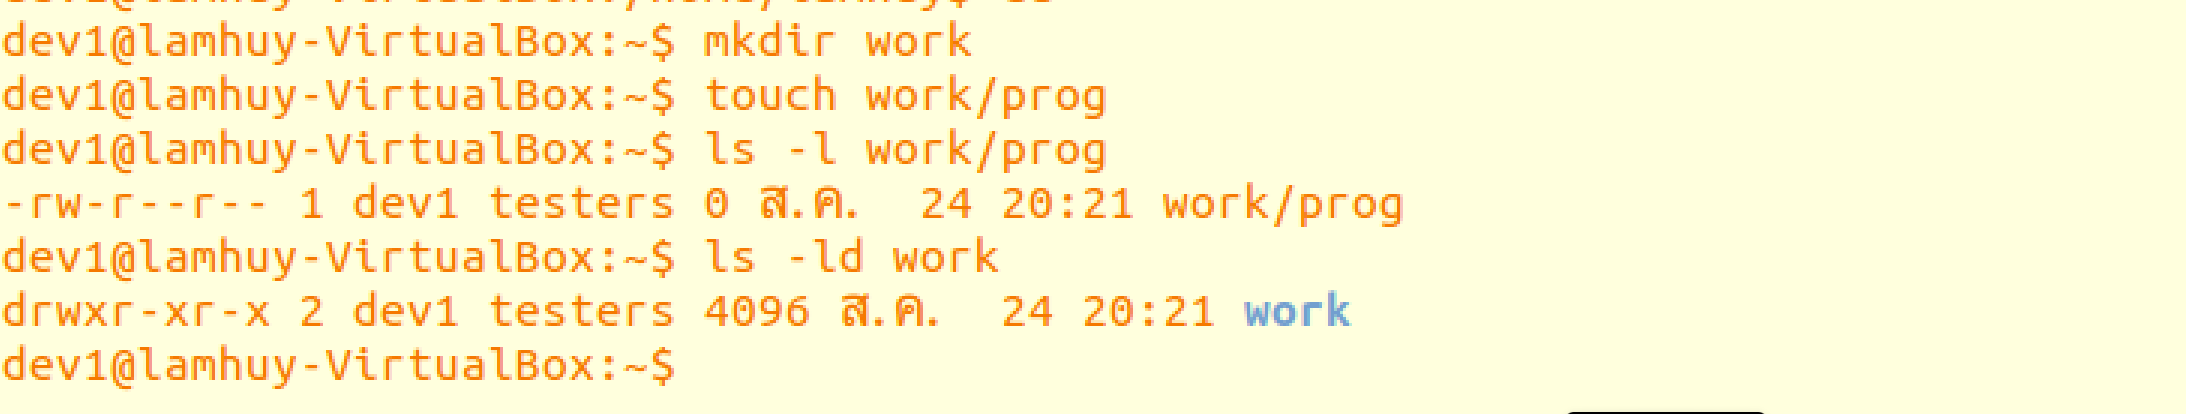 dev1@lamhuy-VirtualBox:~$ mkdir work
dev1@lamhuy-VirtualBox:~$ touch work/prog
dev1@lamhuy-VirtualBox:~$ ls -l work/prog
-rw-r--r-- 1 dev1 testers 0 ส.ค.  24 20:21 work/prog
dev1@lamhuy-VirtualBox:~$ ls -ld work
drwxr-xr-x 2 dev1 testers 4096 ส.ค.  24 20:21 work
dev1@lamhuy-VirtualBox:~$